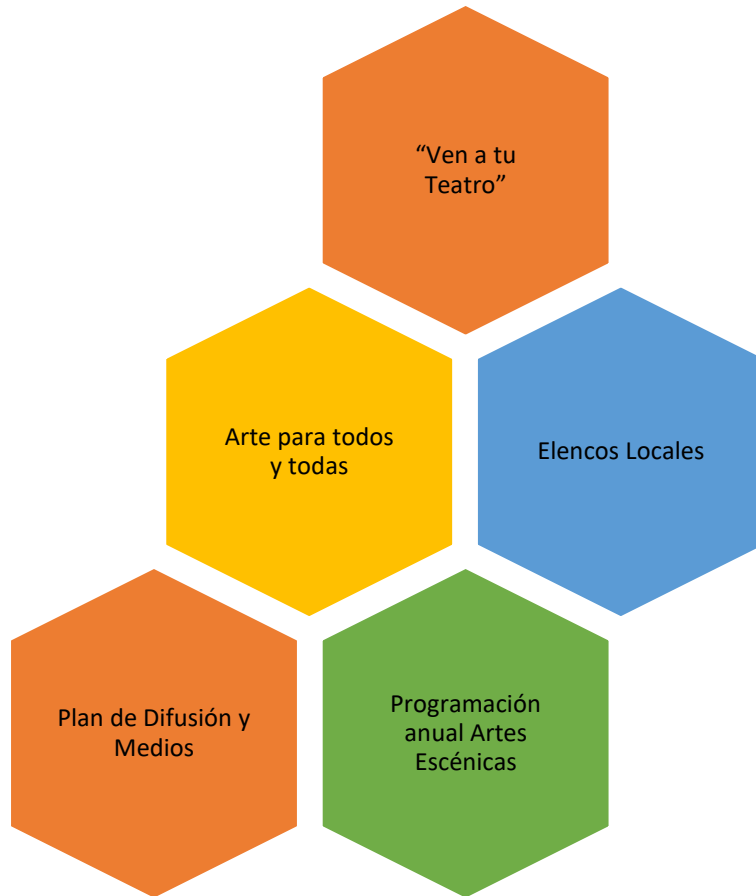 “Ven a tu
Teatro”
Arte para todos
y todas
Elencos Locales
Plan de Difusión y
Medios
Programación
anual Artes
Escénicas